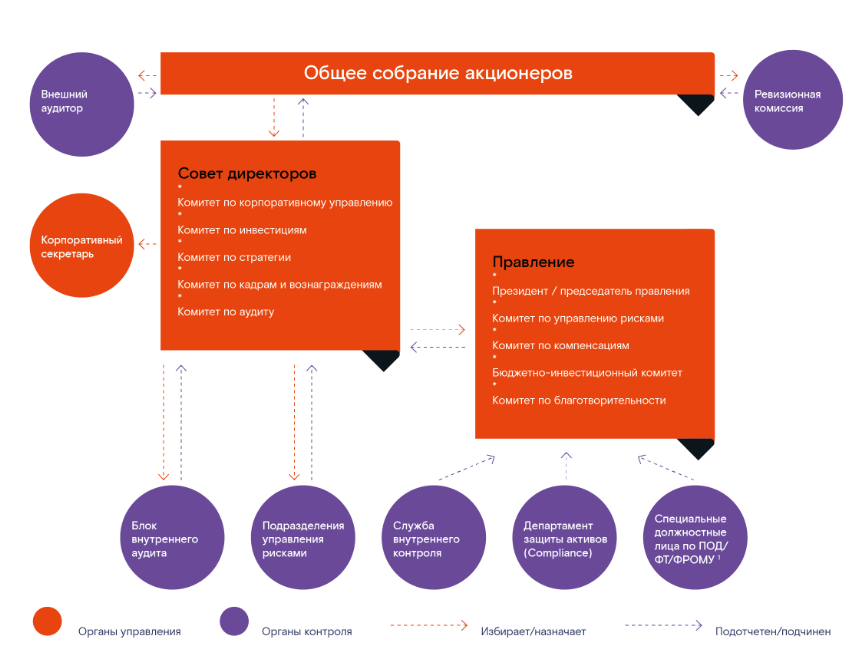 Общее собрание акционеров
Внешний
аудитор
Ревизионная
комиссия
Совет директоров
*
Комитет по корпоративному управлению
*
Комитет по инвестициям
*
Комитет по стратегии
*
Комитет по кадрам и вознаграждениям
*
Комитет по аудиту
Корпоративный
секретарь
Правление
*
Президент / председатель правления
*
Комитет по управлению рисками
*
Комитет по компенсациям
*
Бюджетно-инвестиционный комитет
*
Комитет по благотворительности
Блок
внутреннего
аудита
Подразделения
управления
рисками
Служба
внутреннего
контроля
Департамент
защиты активов
(Compliance)
Специальные
должностные
лица по ПОД/
ФТ/ФРОМУ ¹
Органы управления
Органы контроля
Избирает/назначает
Подотчетен/подчинен